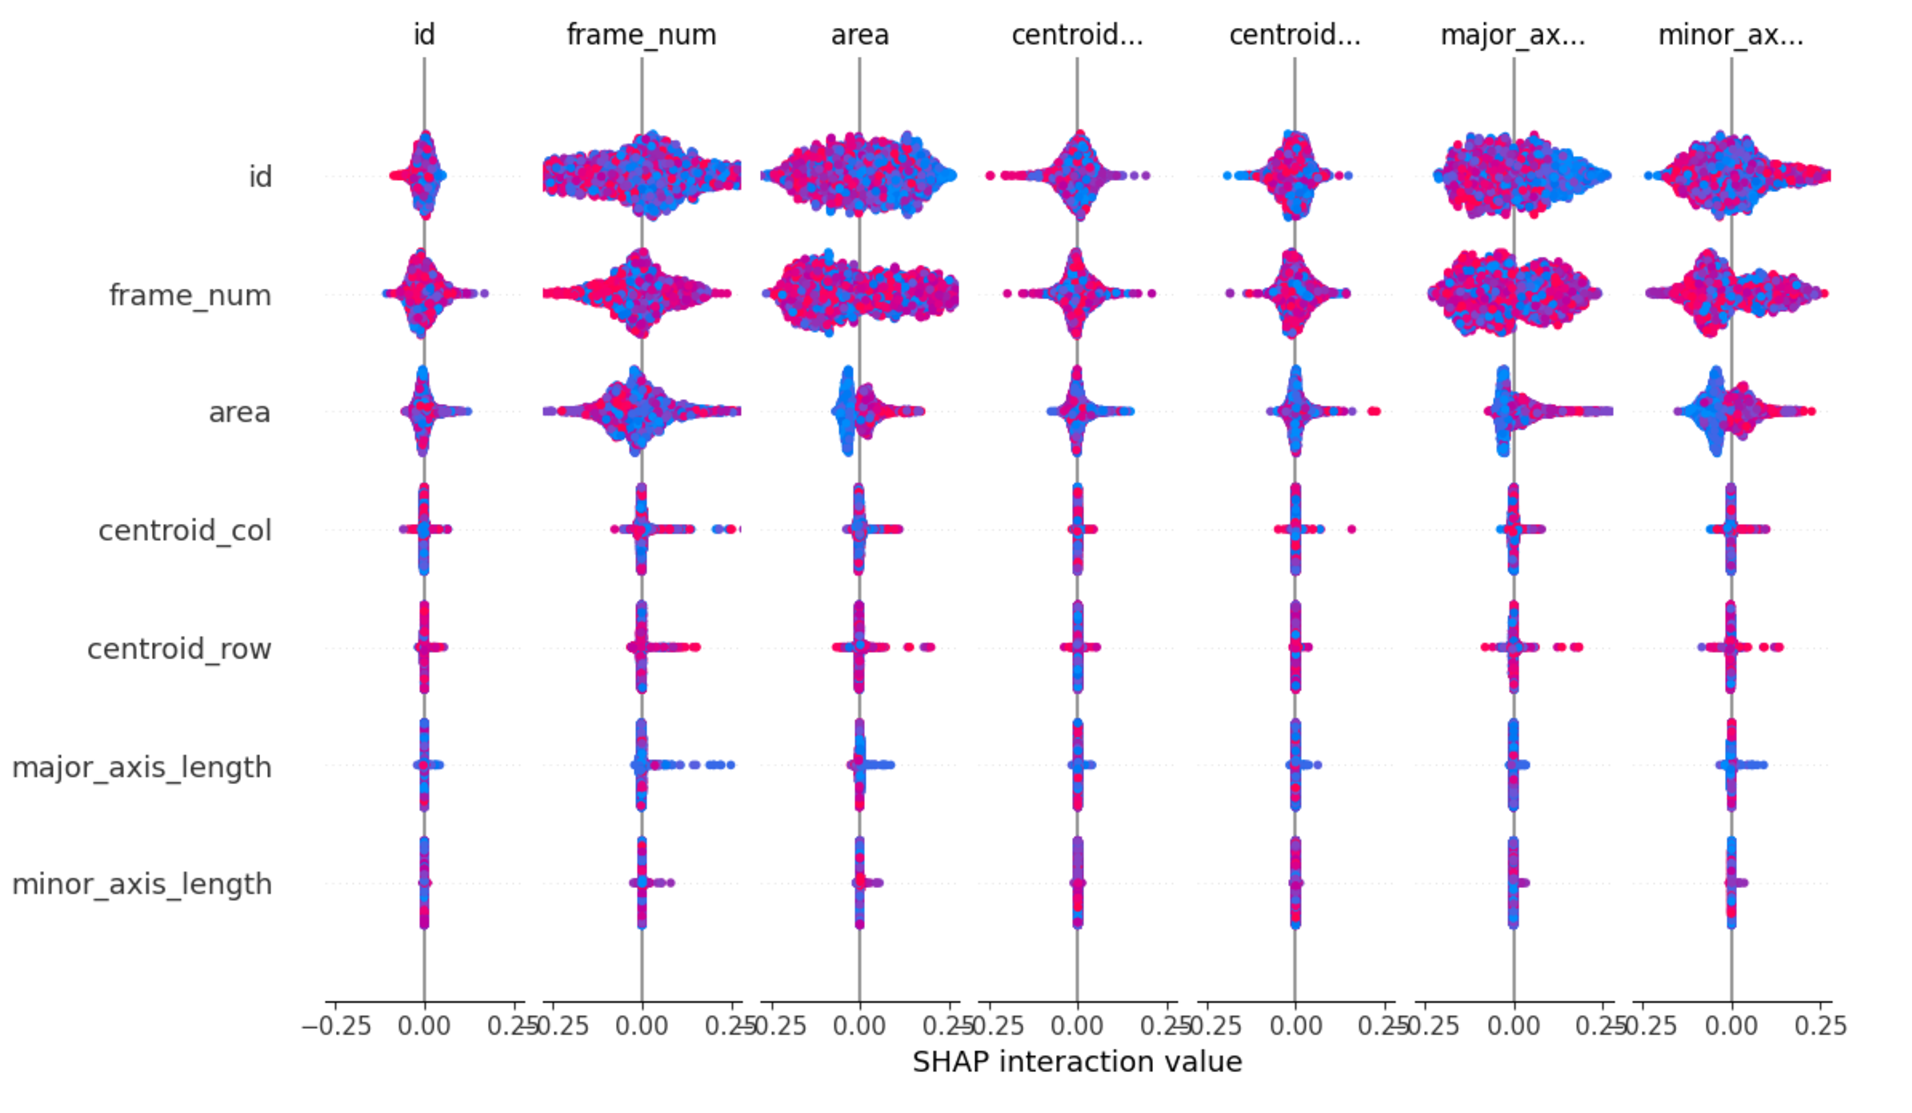 id frame_num area centroid... centroid... major_ax... minor_ax...
id
frame_num
area
centroid_col
centroid_row
major_axis_length
minor_axis_length
−0.25 0.00 0.25 0.25 0.00 0.25 0.25 0.00 0.25 0.25 0.00 0.25 0.25 0.00 0.25 0.25 0.00 0.25 0.25 0.00 0.25
SHAP interaction value